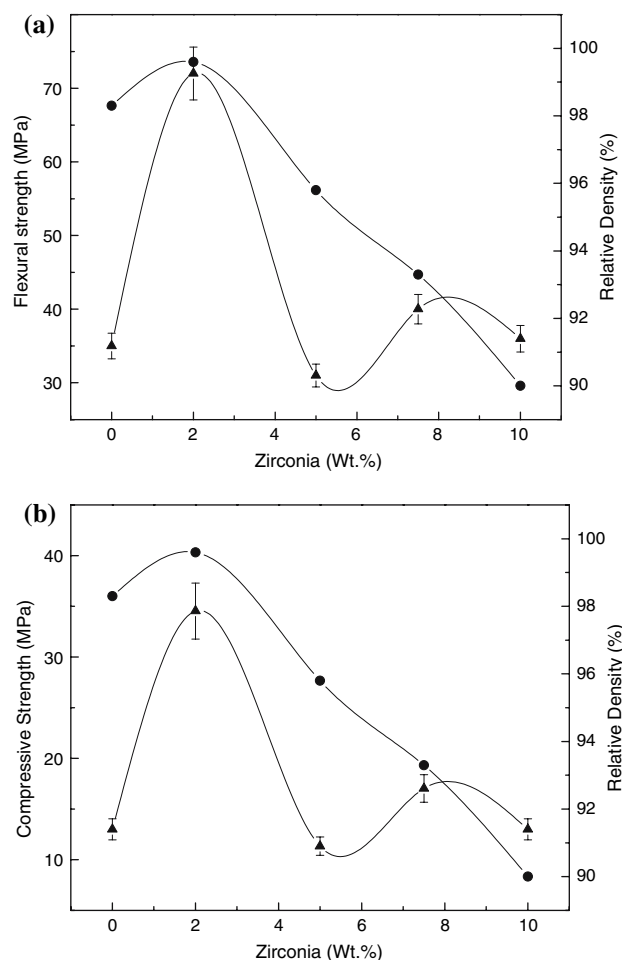 (a)
100
70
98
60
96
50
94
40
92
30
90
0 2 4 6 8 10
Zirconia (Wt.%)
Flexural strength (MPa)
Relative Density (%)
(b)
100
40
98
30
96
94
20
92
10
90
0 2 4 6 8 10
Zirconia (Wt.%)
Compressive Strength (MPa)
Relative Density (%)